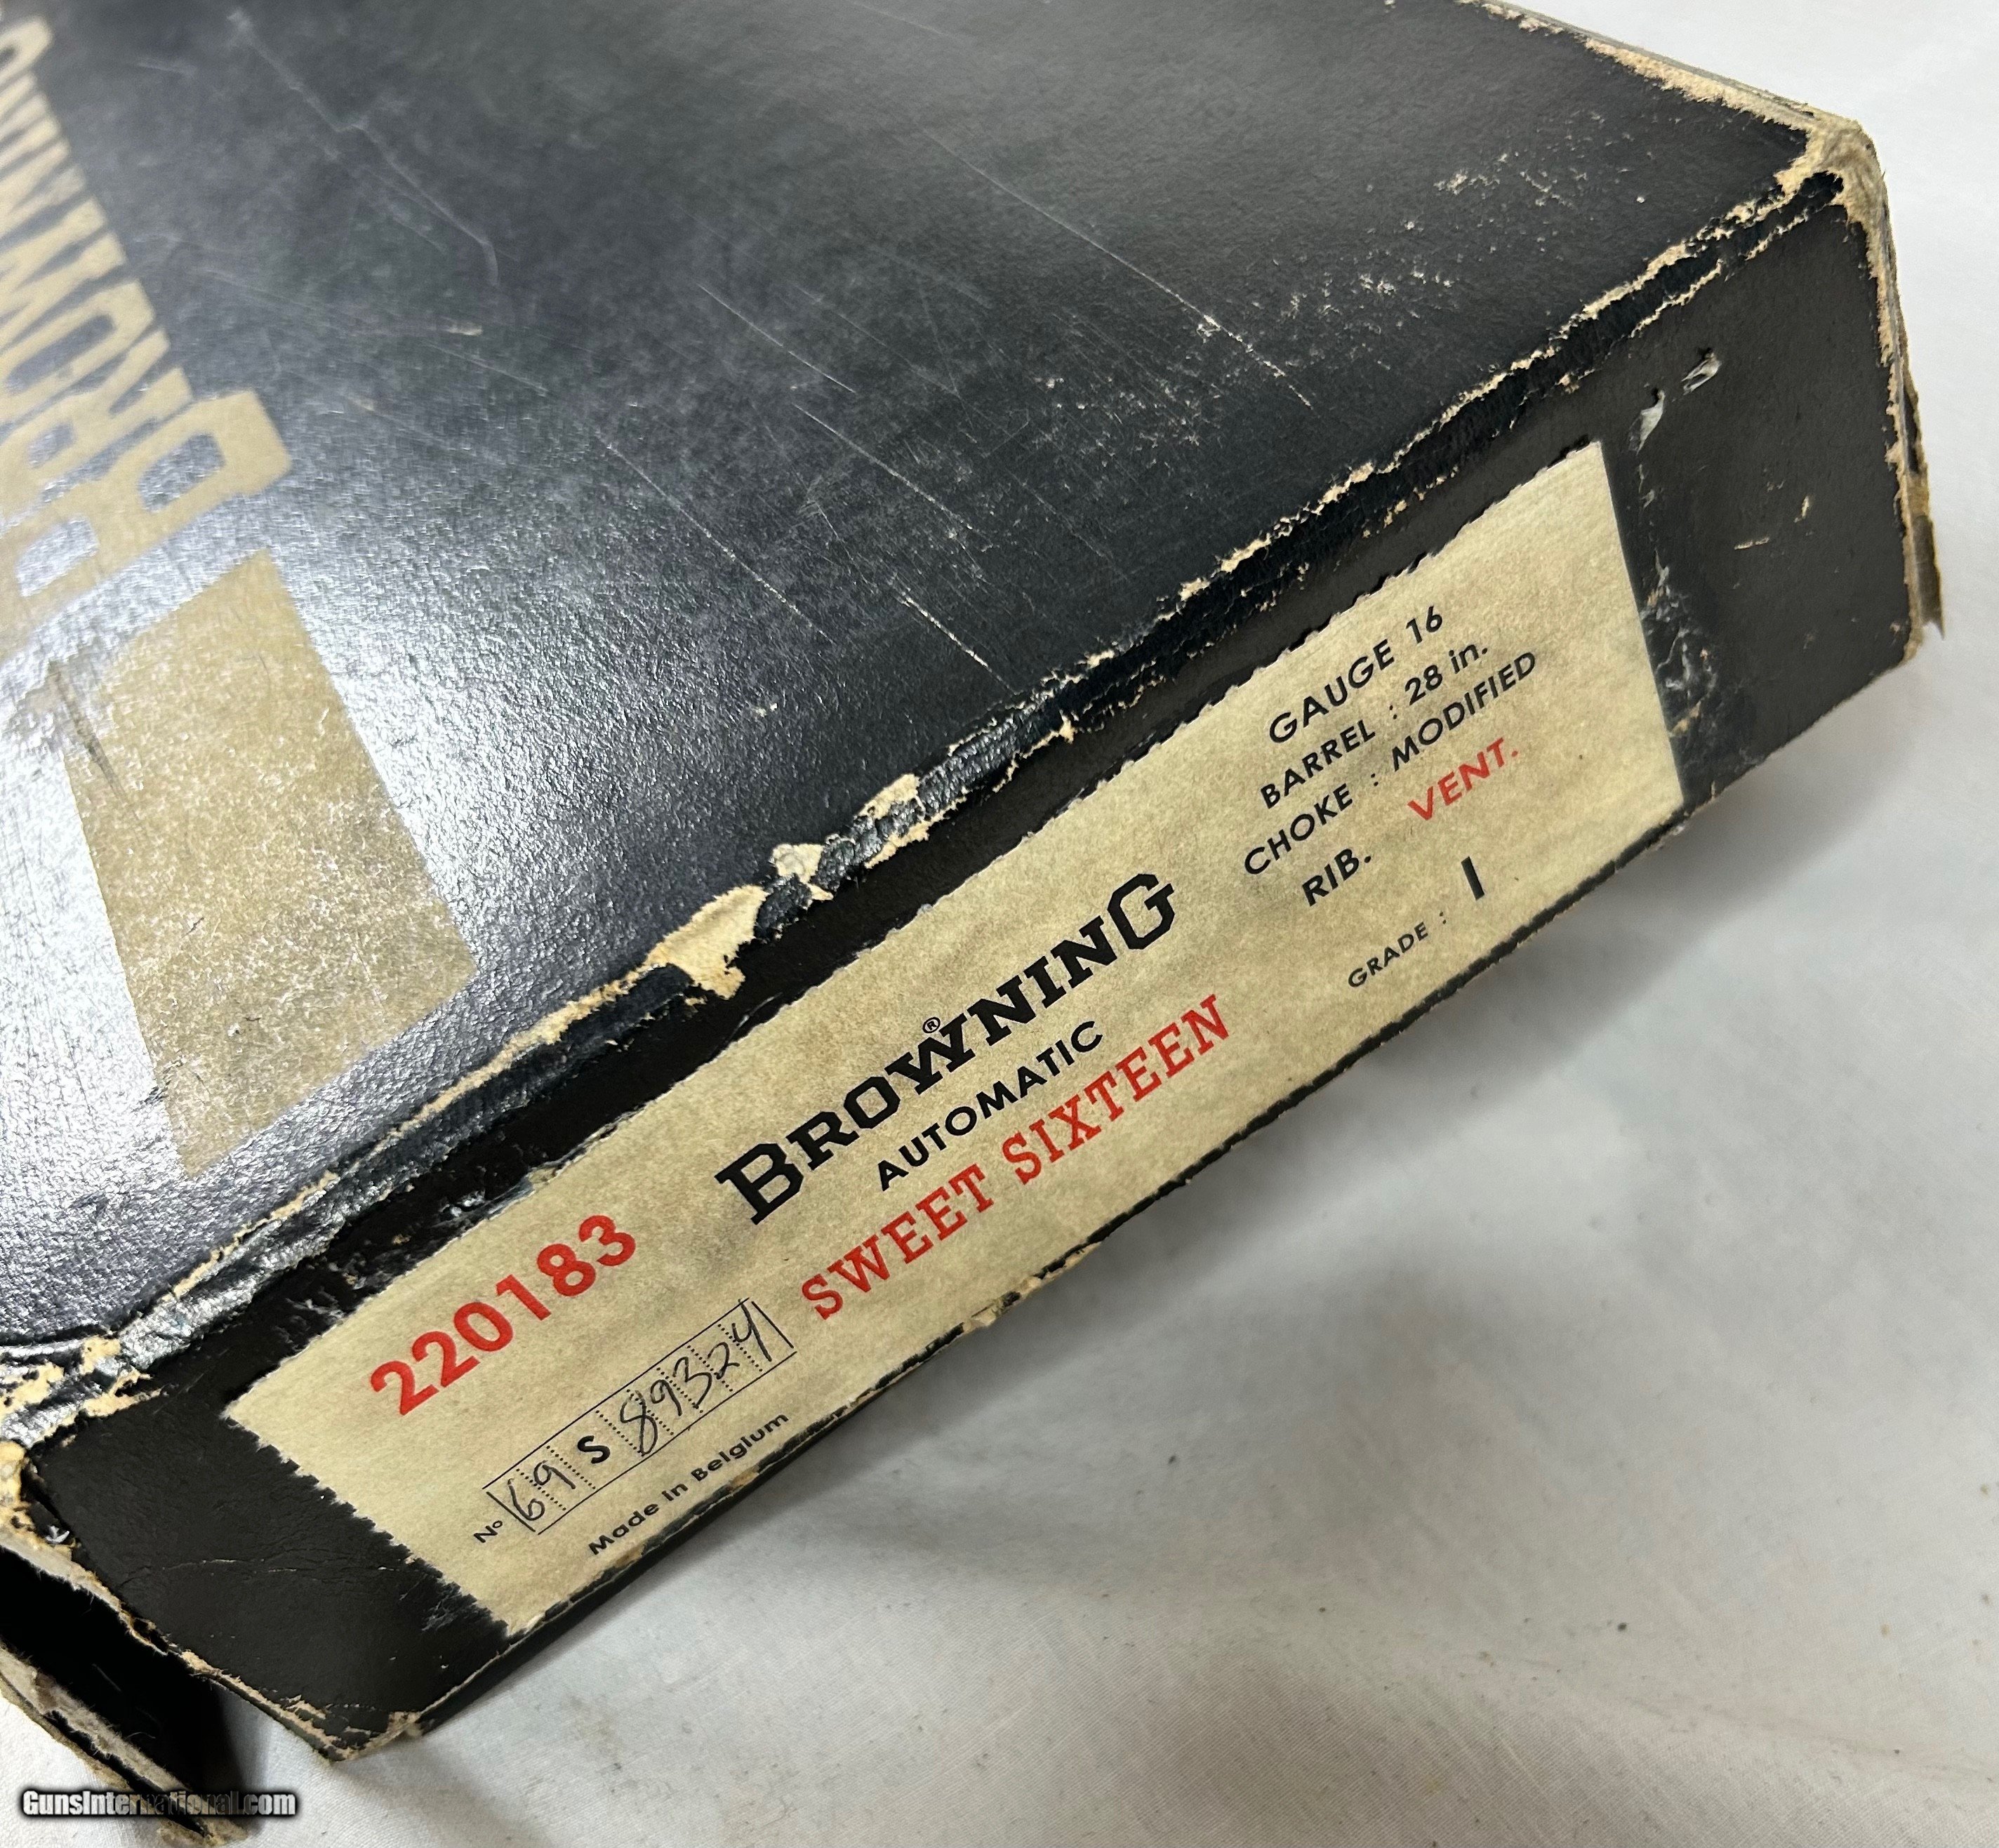 BROWNING
220183
Nº 69 S 89324
Made in Belgium
BROWNING®
AUTOMATIC
SWEET SIXTEEN
GAUGE 16
BARREL : 28 in.
CHOKE : MODIFIED
RIB. VENT.
GRADE : I
GunsInternational.com